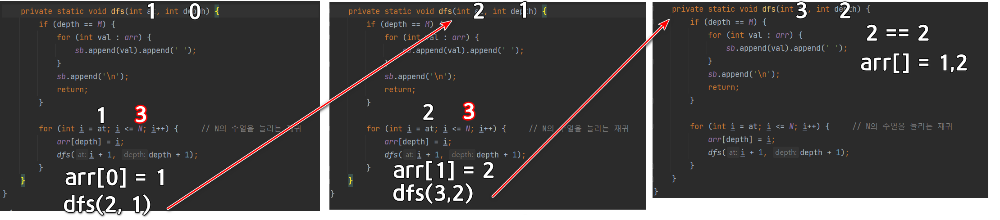 private static void dfs(int at, int depth) {
1 0
if (depth == M) {
for (int val : arr) {
sb.append(val).append(' ');
}
sb.append('\n');
return;
}
1 3
for (int i = at; i <= N; i++) { // N의 수열을 늘리는 재귀
arr[depth] = i;
dfs( at: i + 1, depth: depth + 1);
}
arr[0] = 1
}
dfs(2, 1)
}
private static void dfs(int at, int depth) {
2 1
if (depth == M) {
for (int val : arr) {
sb.append(val).append(' ');
}
sb.append('\n');
return;
}
2 3
for (int i = at; i <= N; i++) { // N의 수열을 늘리는 재귀
arr[depth] = i;
dfs( at: i + 1, depth: depth + 1);
}
arr[1] = 2
}
dfs(3,2)
}
private static void dfs(int at, int depth) {
3 2
if (depth == M) {
2 == 2
for (int val : arr) {
sb.append(val).append(' ');
arr[] = 1,2
}
sb.append('\n');
return;
}
for (int i = at; i <= N; i++) { // N의 수열을 늘리는 재귀
arr[depth] = i;
dfs( at: i + 1, depth: depth + 1);
}
}
}